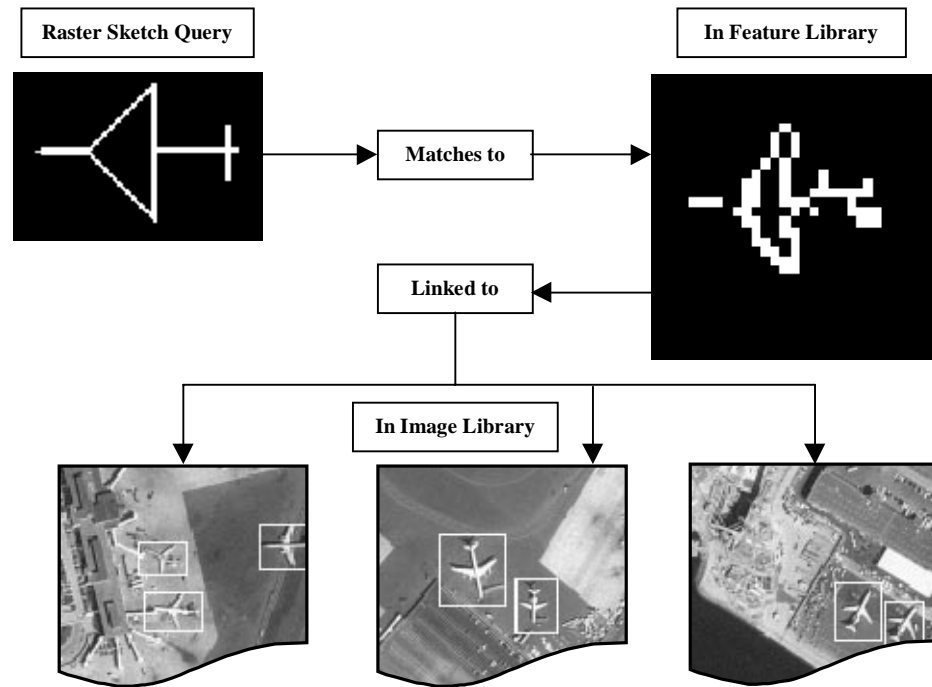 Raster Sketch Query
In Feature Library
Matches to
Linked to
In Image Library